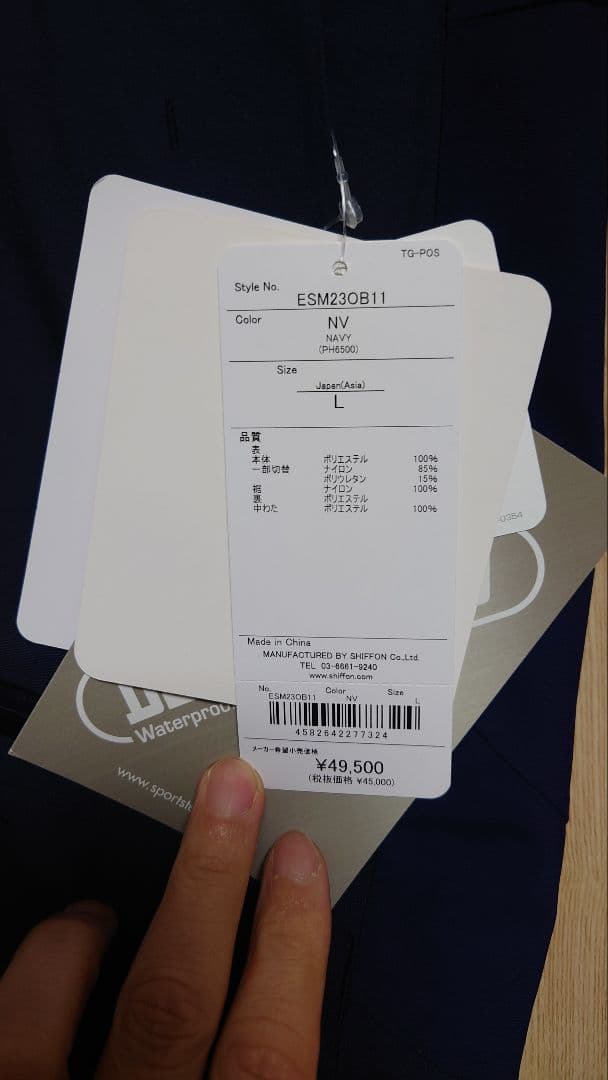 TG-POS
Style No. ESM23OB11
Color NV
NAVY
(PH6500)
Size
Japan(Asia)
L
品質
表
本体 ポリエステル 100%
一部切替 ナイロン 85%
ポリウレタン 15%
裾 ナイロン 100%
裏 ポリエステル
中わた ポリエステル 100%
Made in China
MANUFACTURED BY SHIFFON Co.,Ltd.
TEL 03-6661-9240
www.shiffon.com
No. Color Size
ESM23OB11 NV L
4582642277324
メーカー希望小売価格
¥49,500
(税抜価格 ¥45,000)
-0354
Waterproo
www.sportst